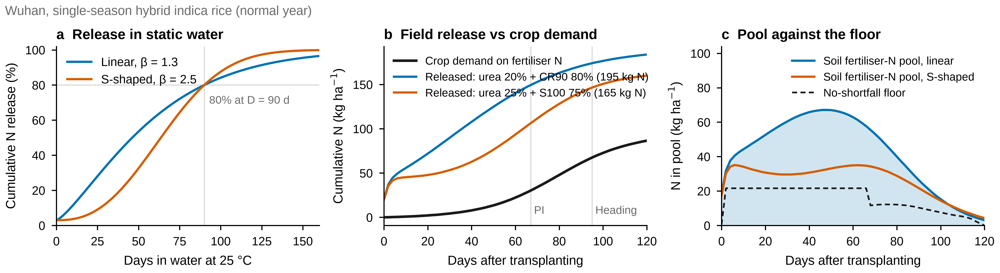 Wuhan, single-season hybrid indica rice (normal year)
a Release in static water
Cumulative N release (%)
100
80
60
40
20
0
Linear, β = 1.3
S-shaped, β = 2.5
80% at D = 90 d
0 25 50 75 100 125 150
Days in water at 25 °C
b Field release vs crop demand
Cumulative N (kg ha⁻¹)
150
100
50
0
Crop demand on fertiliser N
Released: urea 20% + CR90 80% (195 kg N)
Released: urea 25% + S100 75% (165 kg N)
PI
Heading
0 20 40 60 80 100 120
Days after transplanting
c Pool against the floor
N in pool (kg ha⁻¹)
100
80
60
40
20
0
Soil fertiliser-N pool, linear
Soil fertiliser-N pool, S-shaped
No-shortfall floor
0 20 40 60 80 100 120
Days after transplanting